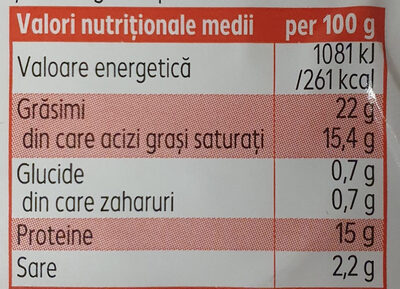 Valori nutriționale medii per 100 g
Valoare energetică 1081 kJ
/261 kcal
Grăsimi 22 g
din care acizi grași saturați 15,4 g
Glucide 0,7 g
din care zaharuri 0,7 g
Proteine 15 g
Sare 2,2 g